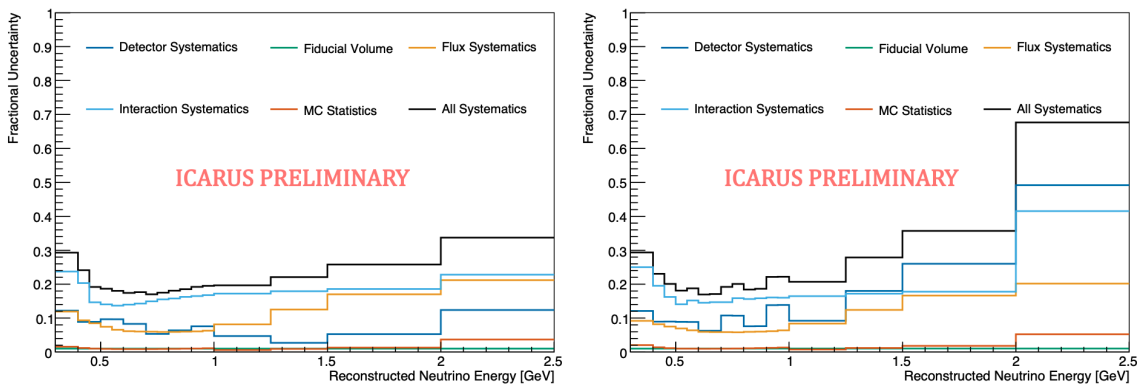 Fractional Uncertainty
1
0.9
0.8
0.7
0.6
0.5
0.4
0.3
0.2
0.1
0
Detector Systematics
Fiducial Volume
Flux Systematics
Interaction Systematics
MC Statistics
All Systematics
ICARUS PRELIMINARY
0.5 1 1.5 2 2.5
Reconstructed Neutrino Energy [GeV]
Fractional Uncertainty
1
0.9
0.8
0.7
0.6
0.5
0.4
0.3
0.2
0.1
0
Detector Systematics
Fiducial Volume
Flux Systematics
Interaction Systematics
MC Statistics
All Systematics
ICARUS PRELIMINARY
0.5 1 1.5 2 2.5
Reconstructed Neutrino Energy [GeV]